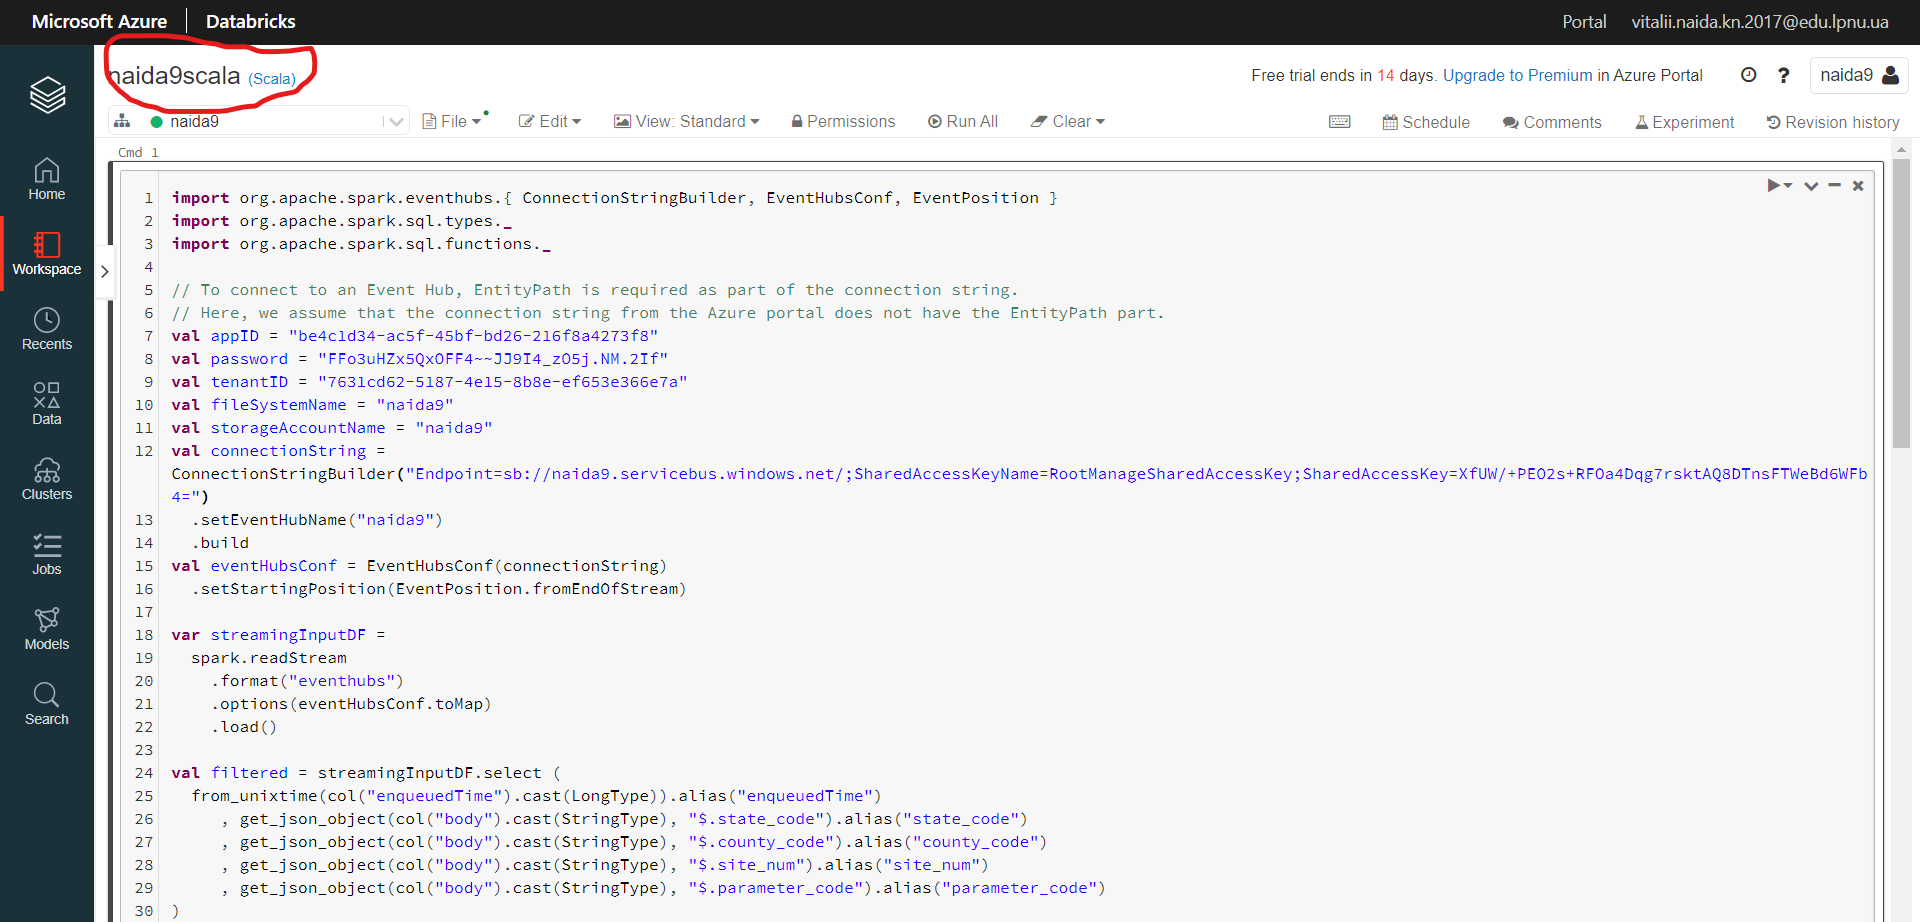 Microsoft Azure | Databricks Portal vitalii.naida.kn.2017@edu.lpnu.ua
naida9scala (Scala) Free trial ends in 14 days. Upgrade to Premium in Azure Portal ? naida9
naida9 File Edit View: Standard Permissions Run All Clear Schedule Comments Experiment Revision history
Home
Workspace
Recents
Data
Clusters
Jobs
Models
Search
Cmd 1
1 import org.apache.spark.eventhubs.{ ConnectionStringBuilder, EventHubsConf, EventPosition }
2 import org.apache.spark.sql.types._
3 import org.apache.spark.sql.functions._
4
5 // To connect to an Event Hub, EntityPath is required as part of the connection string.
6 // Here, we assume that the connection string from the Azure portal does not have the EntityPath part.
7 val appID = "be4c1d34-ac5f-45bf-bd26-216f8a4273f8"
8 val password = "FFo3uHZx5QxOFF4~~JJ9I4_zO5j.NM.2If"
9 val tenantID = "7631cd62-5187-4e15-8b8e-ef653e366e7a"
10 val fileSystemName = "naida9"
11 val storageAccountName = "naida9"
12 val connectionString =
ConnectionStringBuilder("Endpoint=sb://naida9.servicebus.windows.net/;SharedAccessKeyName=RootManageSharedAccessKey;SharedAccessKey=XfUW/+PEO2s+RFOa4Dqg7rsktAQ8DTnsFTWeBd6WFb
4=")
13 .setEventHubName("naida9")
14 .build
15 val eventHubsConf = EventHubsConf(connectionString)
16 .setStartingPosition(EventPosition.fromEndOfStream)
17
18 var streamingInputDF =
19 spark.readStream
20 .format("eventhubs")
21 .options(eventHubsConf.toMap)
22 .load()
23
24 val filtered = streamingInputDF.select (
25 from_unixtime(col("enqueuedTime").cast(LongType)).alias("enqueuedTime")
26 , get_json_object(col("body").cast(StringType), "$.state_code").alias("state_code")
27 , get_json_object(col("body").cast(StringType), "$.county_code").alias("county_code")
28 , get_json_object(col("body").cast(StringType), "$.site_num").alias("site_num")
29 , get_json_object(col("body").cast(StringType), "$.parameter_code").alias("parameter_code")
30 )